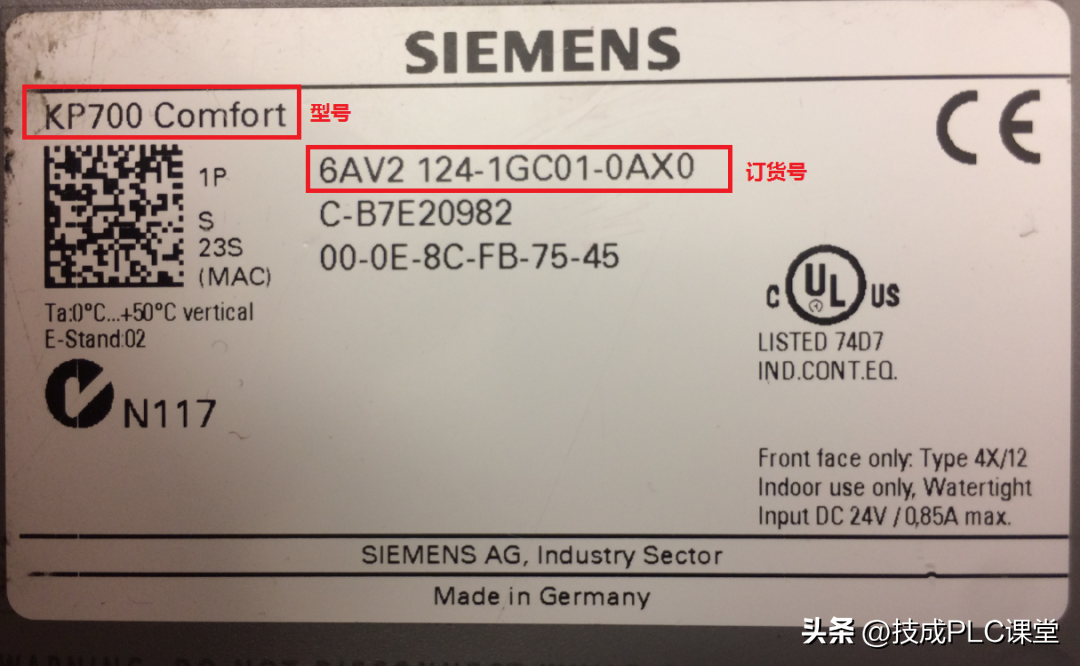 SIEMENS
KP700 Comfort 型号
1P 6AV2 124-1GC01-0AX0 订货号
S C-B7E20982
23S 00-0E-8C-FB-75-45
(MAC)
Ta:0°C...+50°C vertical
E-Stand:02
N117
CE
C UL US
LISTED 74D7
IND.CONT.EQ.
Front face only: Type 4X/12
Indoor use only, Watertight
Input DC 24V / 0,85A max.
SIEMENS AG, Industry Sector
Made in Germany
头条 @技成PLC课堂